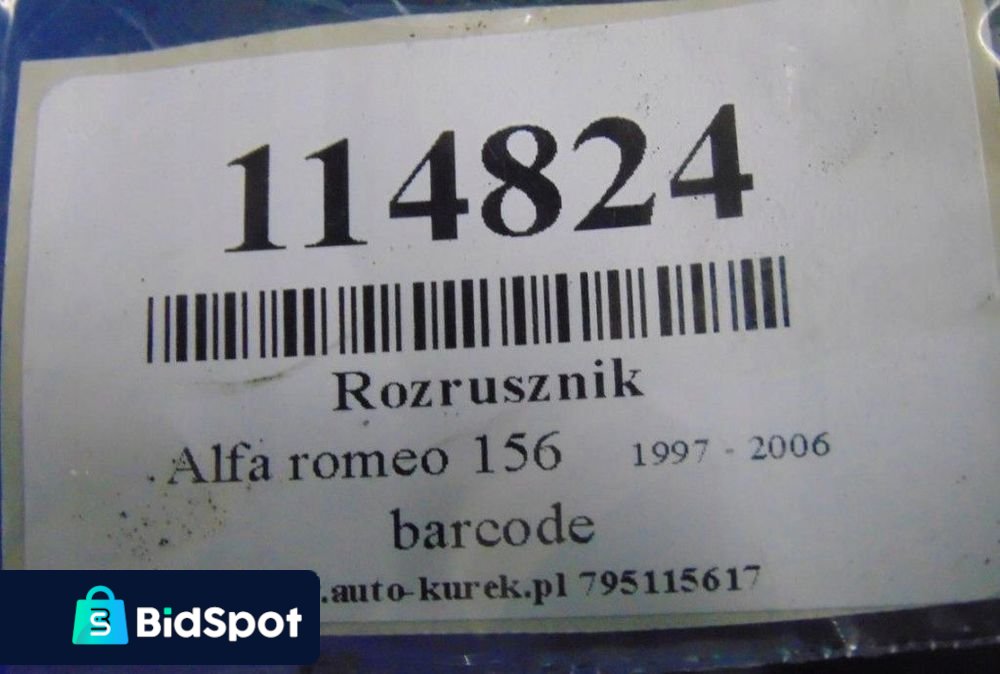 114824
Rozrusznik
Alfa romeo 156 1997 - 2006
barcode
.auto-kurek.pl 795115617
BidSpot